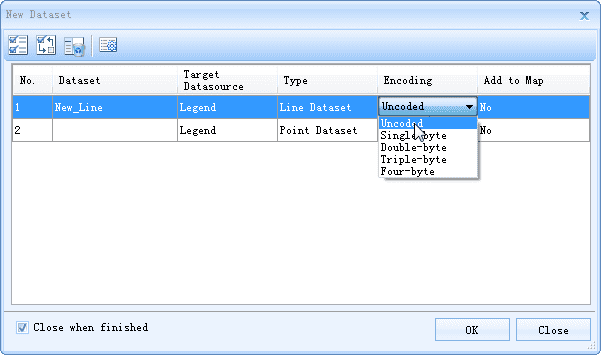 New Dataset
No. Dataset Target Datasource Type Encoding Add to Map
1 New_Line Legend Line Dataset Uncoded No
2 Legend Point Dataset No
Uncoded
Single-byte
Double-byte
Triple-byte
Four-byte
Close when finished OK Close